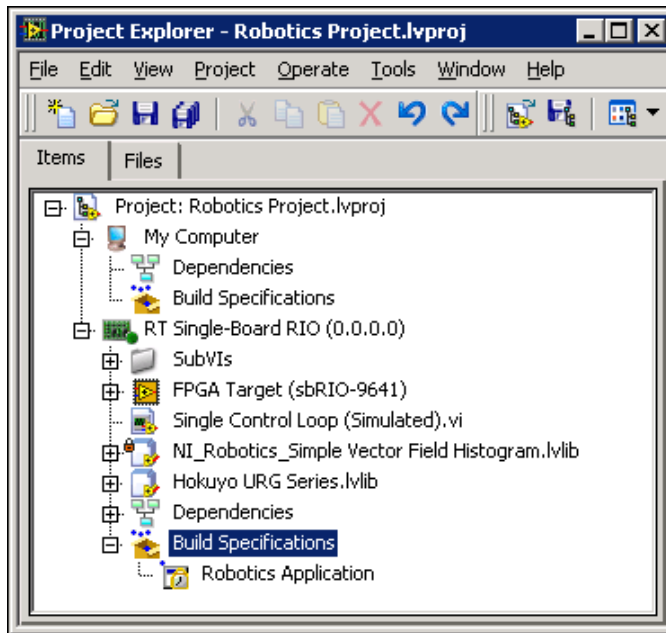 Project Explorer - Robotics Project.lvproj
File Edit View Project Operate Tools Window Help
Items Files
Project: Robotics Project.lvproj
My Computer
Dependencies
Build Specifications
RT Single-Board RIO (0.0.0.0)
SubVIs
FPGA Target (sbRIO-9641)
Single Control Loop (Simulated).vi
NI_Robotics_Simple Vector Field Histogram.lvlib
Hokuyo URG Series.lvlib
Dependencies
Build Specifications
Robotics Application